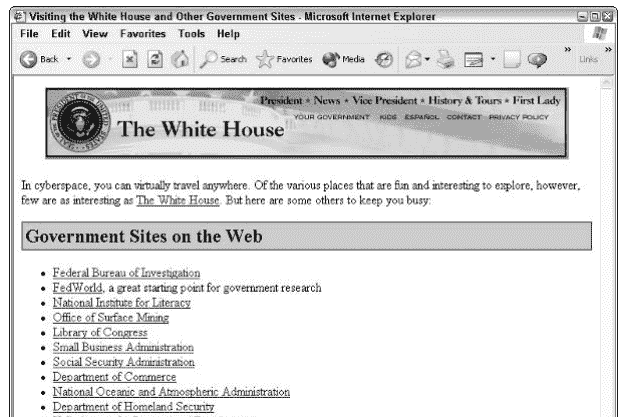 Visiting the White House and Other Government Sites - Microsoft Internet Explorer
File Edit View Favorites Tools Help
Back Search Favorites Media » Links »
President ★ News ★ Vice President ★ History & Tours ★ First Lady
YOUR GOVERNMENT KIDS ESPAÑOL CONTACT PRIVACY POLICY
The White House
In cyberspace, you can virtually travel anywhere. Of the various places that are fun and interesting to explore, however,
few are as interesting as The White House. But here are some others to keep you busy:
Government Sites on the Web
• Federal Bureau of Investigation
• FedWorld, a great starting point for government research
• National Institute for Literacy
• Office of Surface Mining
• Library of Congress
• Small Business Administration
• Social Security Administration
• Department of Commerce
• National Oceanic and Atmospheric Administration
• Department of Homeland Security